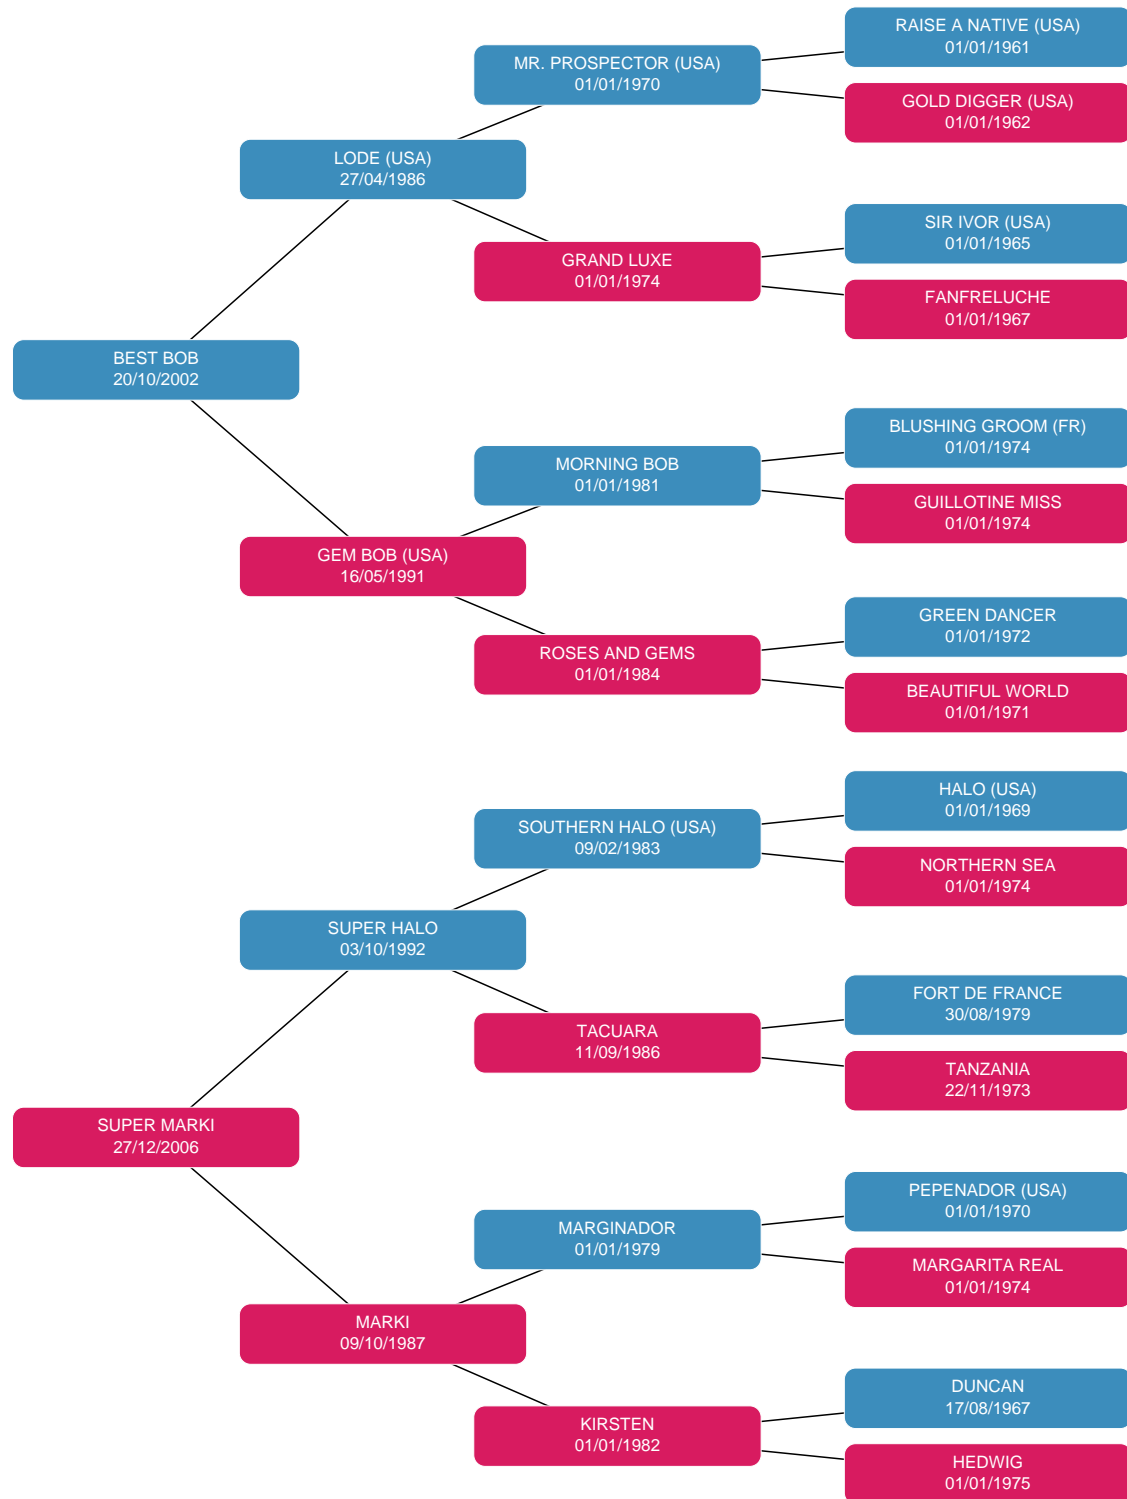 RAISE A NATIVE (USA)
01/01/1961
MR. PROSPECTOR (USA)
01/01/1970
GOLD DIGGER (USA)
01/01/1962
LODE (USA)
27/04/1986
SIR IVOR (USA)
01/01/1965
GRAND LUXE
01/01/1974
FANFRELUCHE
01/01/1967
BEST BOB
20/10/2002
BLUSHING GROOM (FR)
01/01/1974
MORNING BOB
01/01/1981
GUILLOTINE MISS
01/01/1974
GEM BOB (USA)
16/05/1991
GREEN DANCER
01/01/1972
ROSES AND GEMS
01/01/1984
BEAUTIFUL WORLD
01/01/1971
HALO (USA)
01/01/1969
SOUTHERN HALO (USA)
09/02/1983
NORTHERN SEA
01/01/1974
SUPER HALO
03/10/1992
FORT DE FRANCE
30/08/1979
TACUARA
11/09/1986
TANZANIA
22/11/1973
SUPER MARKI
27/12/2006
PEPENADOR (USA)
01/01/1970
MARGINADOR
01/01/1979
MARGARITA REAL
01/01/1974
MARKI
09/10/1987
DUNCAN
17/08/1967
KIRSTEN
01/01/1982
HEDWIG
01/01/1975